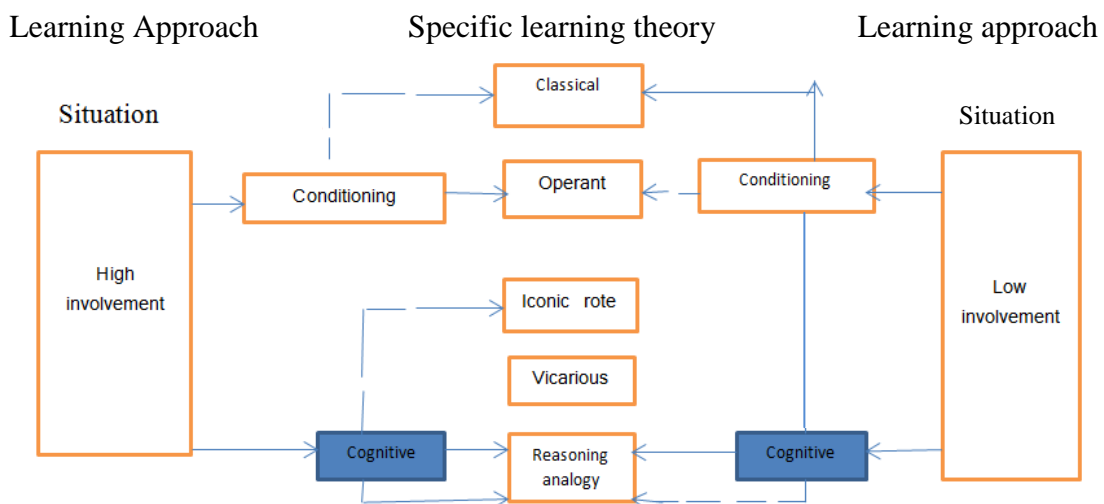 Learning Approach Specific learning theory Learning approach
Classical
Situation Situation
Conditioning Operant Conditioning
High
involvement
Low
involvement
Iconic rote
Vicarious
Cognitive Reasoning
analogy Cognitive